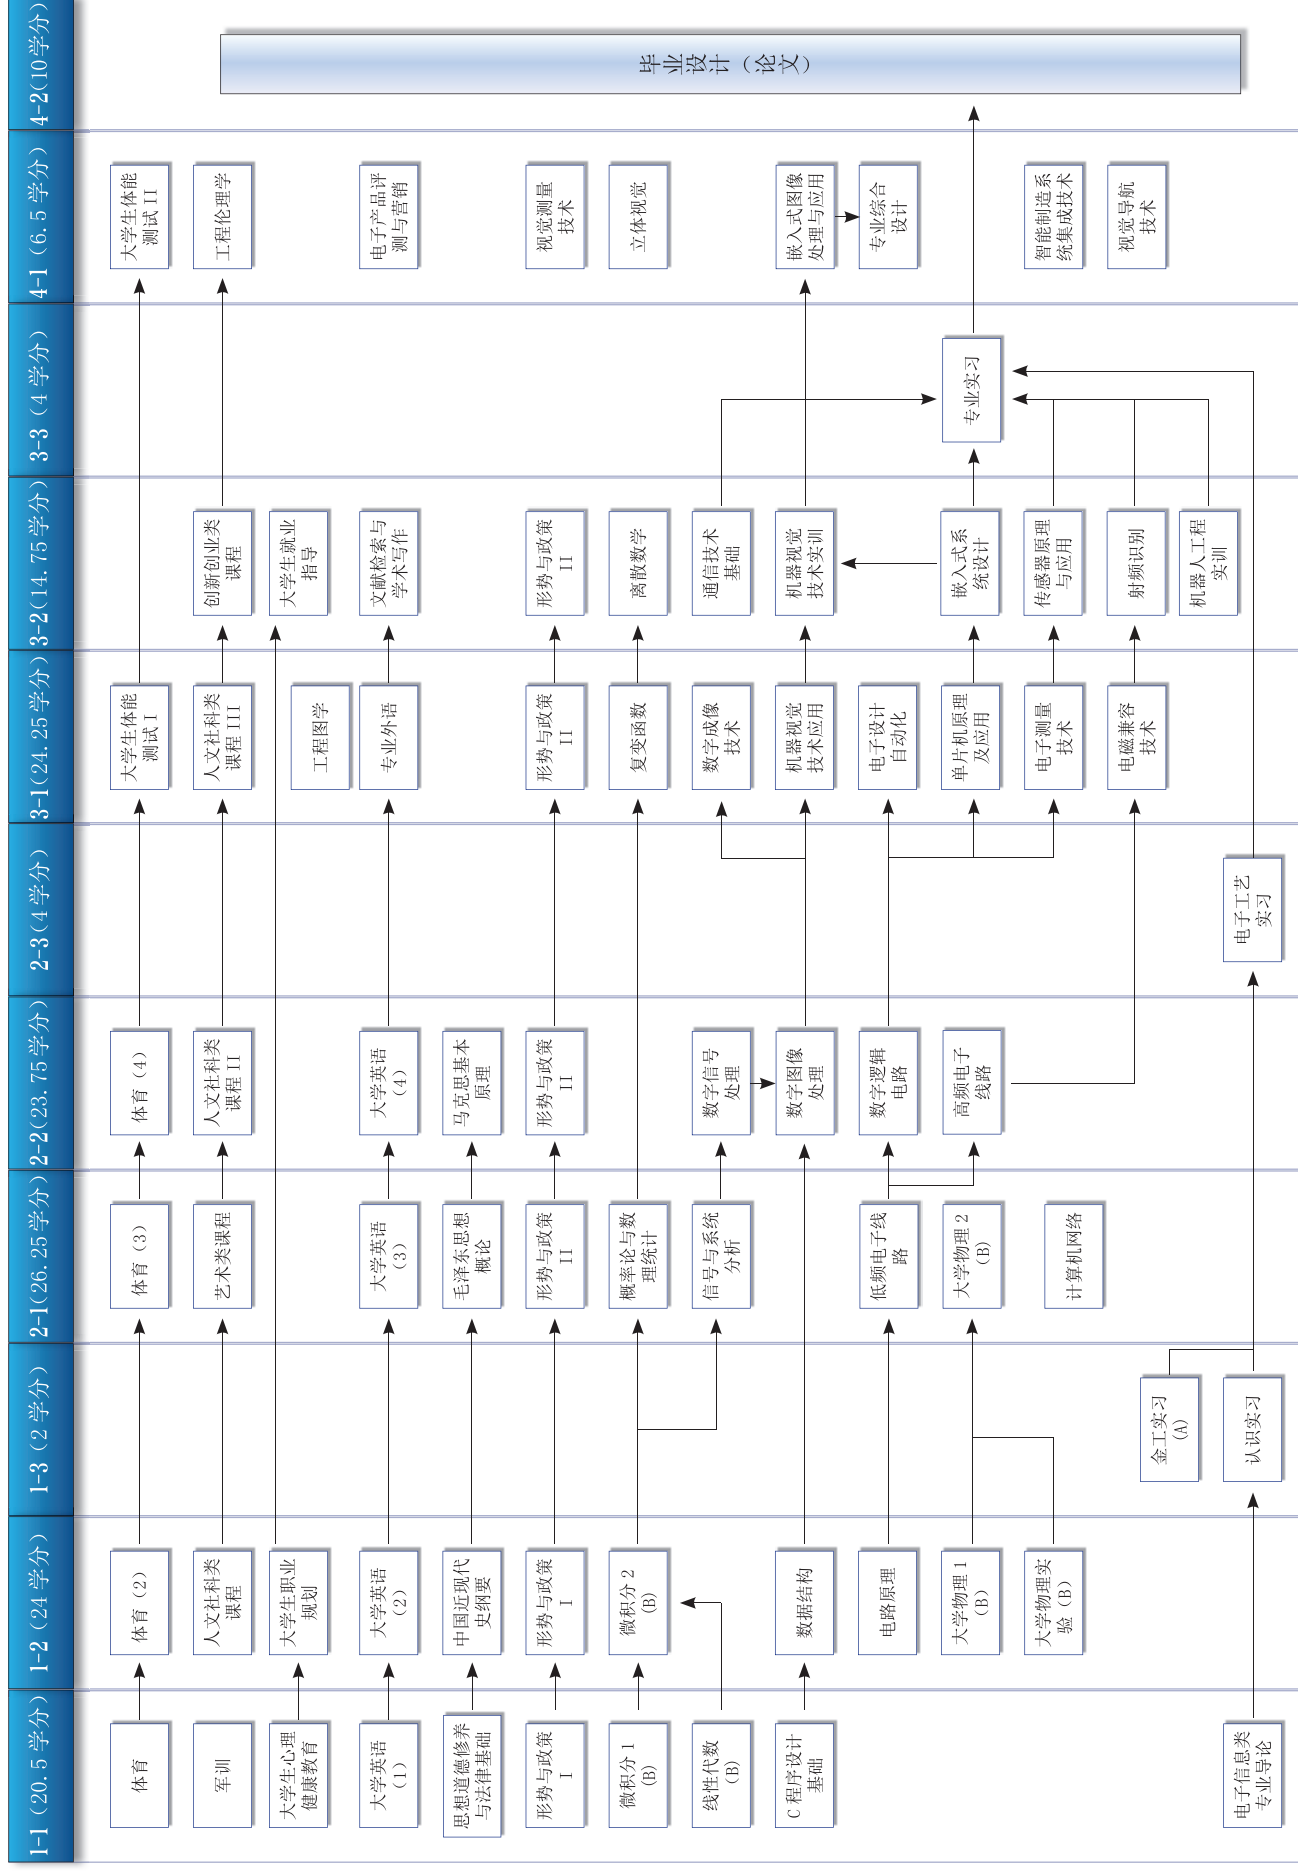 1-1（20.5学分）
1-2（24学分）
1-3（2学分）
2-1(26.25学分)
2-2(23.75学分)
2-3(4学分)
3-1(24.25学分)
3-2(14.75学分)
3-3（4学分）
4-1（6.5学分）
4-2(10学分)
体育
体育（2）
体育（3）
体育（4）
大学生体能
测试I
大学生体能
测试II
军训
人文社科类
课程
艺术类课程
人文社科类
课程II
人文社科类
课程III
创新创业类
课程
工程伦理学
大学生心理
健康教育
大学生职业
规划
大学生就业
指导
工程图学
大学英语
（1）
大学英语
（2）
大学英语
（3）
大学英语
（4）
专业外语
文献检索与
学术写作
电子产品评
测与营销
思想道德修养
与法律基础
中国近现代
史纲要
毛泽东思想
概论
马克思基本
原理
形势与政策
I
形势与政策
I
形势与政策
II
形势与政策
II
形势与政策
II
形势与政策
II
视觉测量
技术
微积分1
(B)
微积分2
(B)
概率论与数
理统计
复变函数
离散数学
立体视觉
线性代数
（B）
信号与系统
分析
数字信号
处理
数字成像
技术
通信技术
基础
C程序设计
基础
数据结构
数字图像
处理
机器视觉
技术应用
机器视觉
技术实训
嵌入式图像
处理与应用
电路原理
低频电子线
路
数字逻辑
电路
电子设计
自动化
专业综合
设计
大学物理1
（B）
大学物理2
（B）
高频电子
线路
单片机原理
及应用
嵌入式系
统设计
专业实习
大学物理实
验（B）
计算机网络
电子测量
技术
传感器原理
与应用
智能制造系
统集成技术
电磁兼容
技术
射频识别
视觉导航
技术
金工实习
(A)
机器人工程
实训
电子信息类
专业导论
认识实习
电子工艺
实习
毕业设计（论文）